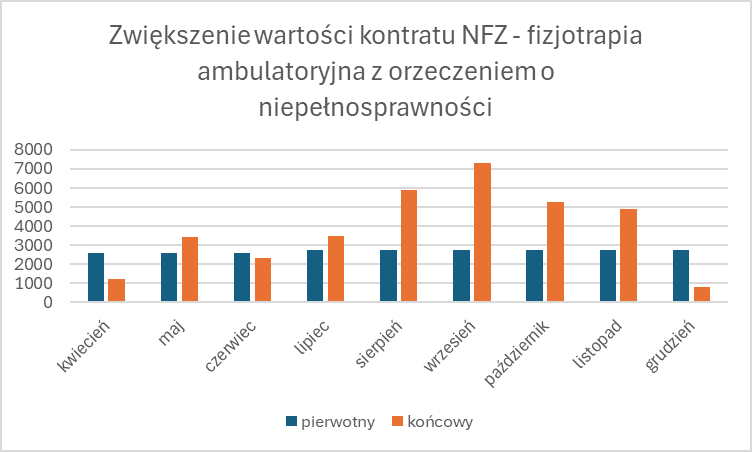 Zwiększenie wartości kontratu NFZ - fizjotrapia
ambulatoryjna z orzeczeniem o
niepełnosprawności
8000
7000
6000
5000
4000
3000
2000
1000
0
kwiecień
maj
czerwiec
lipiec
sierpień
wrzesień
październik
listopad
grudzień
pierwotny
końcowy